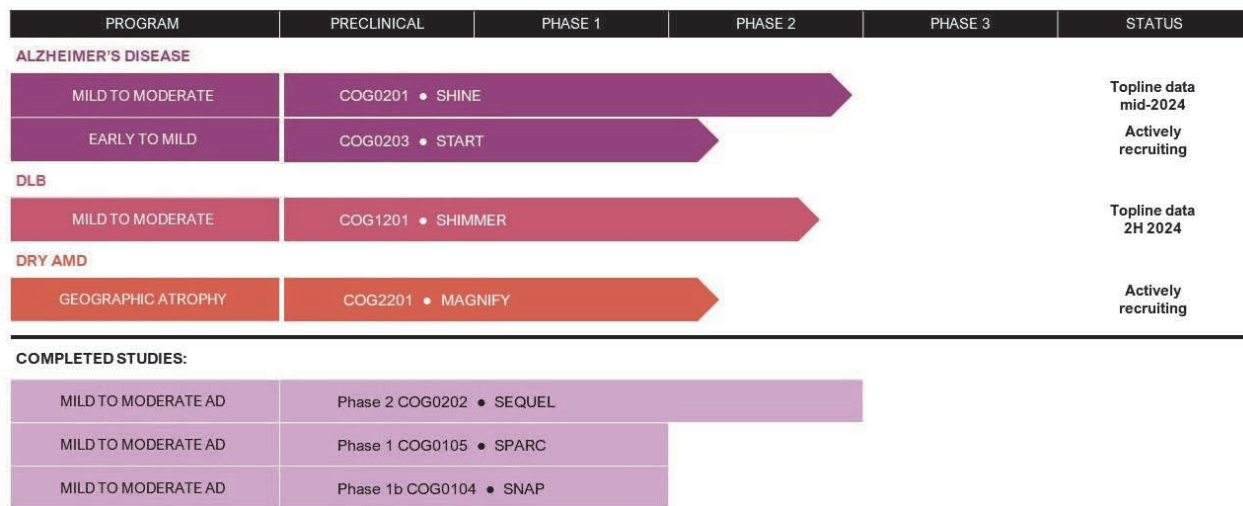 PROGRAM PRECLINICAL PHASE 1 PHASE 2 PHASE 3 STATUS
ALZHEIMER'S DISEASE
MILD TO MODERATE COG0201 ● SHINE Topline data
mid-2024
EARLY TO MILD COG0203 ● START Actively
recruiting
DLB
MILD TO MODERATE COG1201 ● SHIMMER Topline data
2H 2024
DRY AMD
GEOGRAPHIC ATROPHY COG2201 ● MAGNIFY Actively
recruiting
COMPLETED STUDIES:
MILD TO MODERATE AD Phase 2 COG0202 ● SEQUEL
MILD TO MODERATE AD Phase 1 COG0105 ● SPARC
MILD TO MODERATE AD Phase 1b COG0104 ● SNAP